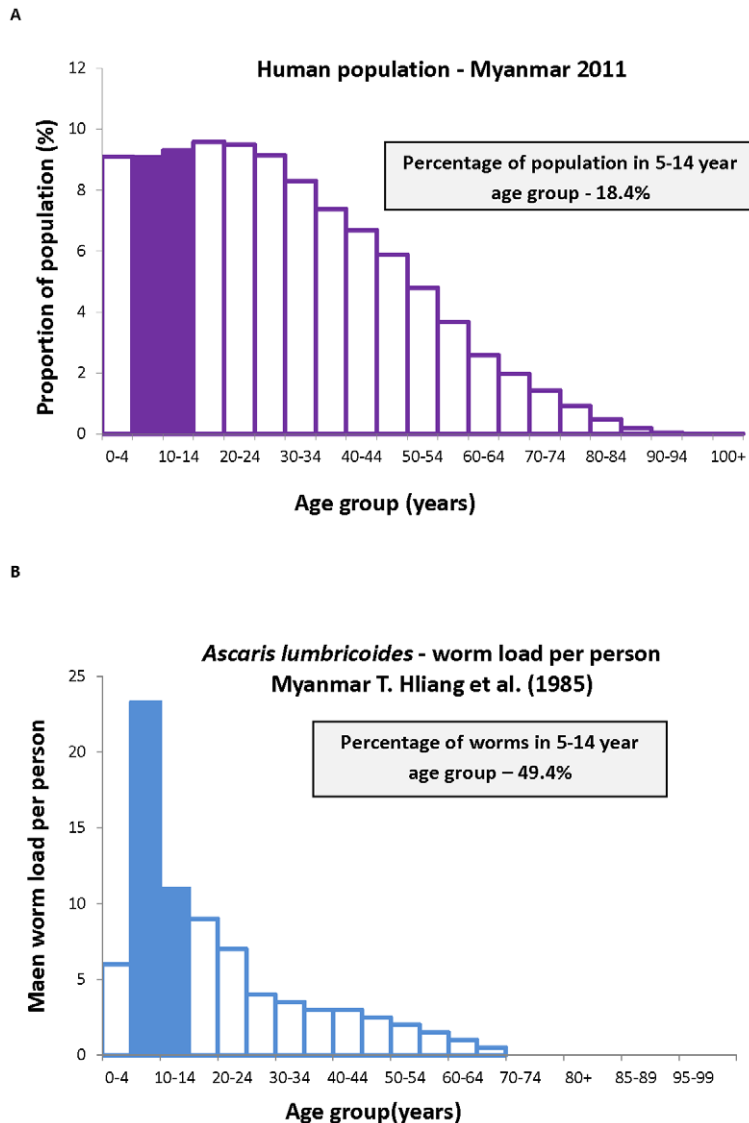 A
Human population - Myanmar 2011
12
10
8
6
4
2
0
Proportion of population (%)
Percentage of population in 5-14 year
age group - 18.4%
0-4 10-14 20-24 30-34 40-44 50-54 60-64 70-74 80-84 90-94 100+
Age group (years)
B
Ascaris lumbricoides - worm load per person
Myanmar T. Hliang et al. (1985)
25
20
15
10
5
0
Maen worm load per person
Percentage of worms in 5-14 year
age group – 49.4%
0-4 10-14 20-24 30-34 40-44 50-54 60-64 70-74 80+ 85-89 95-99
Age group(years)